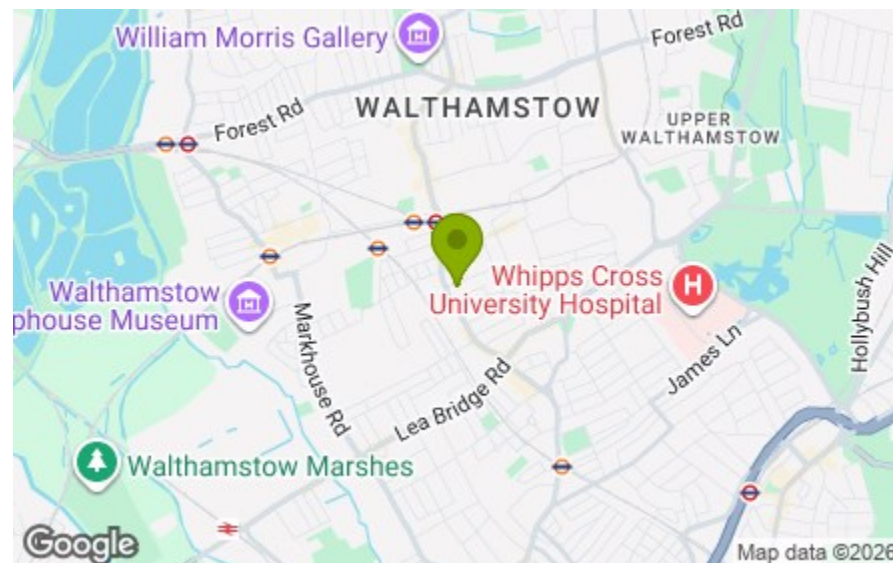 William Morris Gallery
Forest Rd
Forest Rd
WALTHAMSTOW
UPPER
WALTHAMSTOW
Whipps Cross
University Hospital
H
Walthamstow
phouse Museum
Markhouse Rd
Lea Bridge Rd
James Ln
Hollybush Hill
Walthamstow Marshes
Google
Map data ©2026